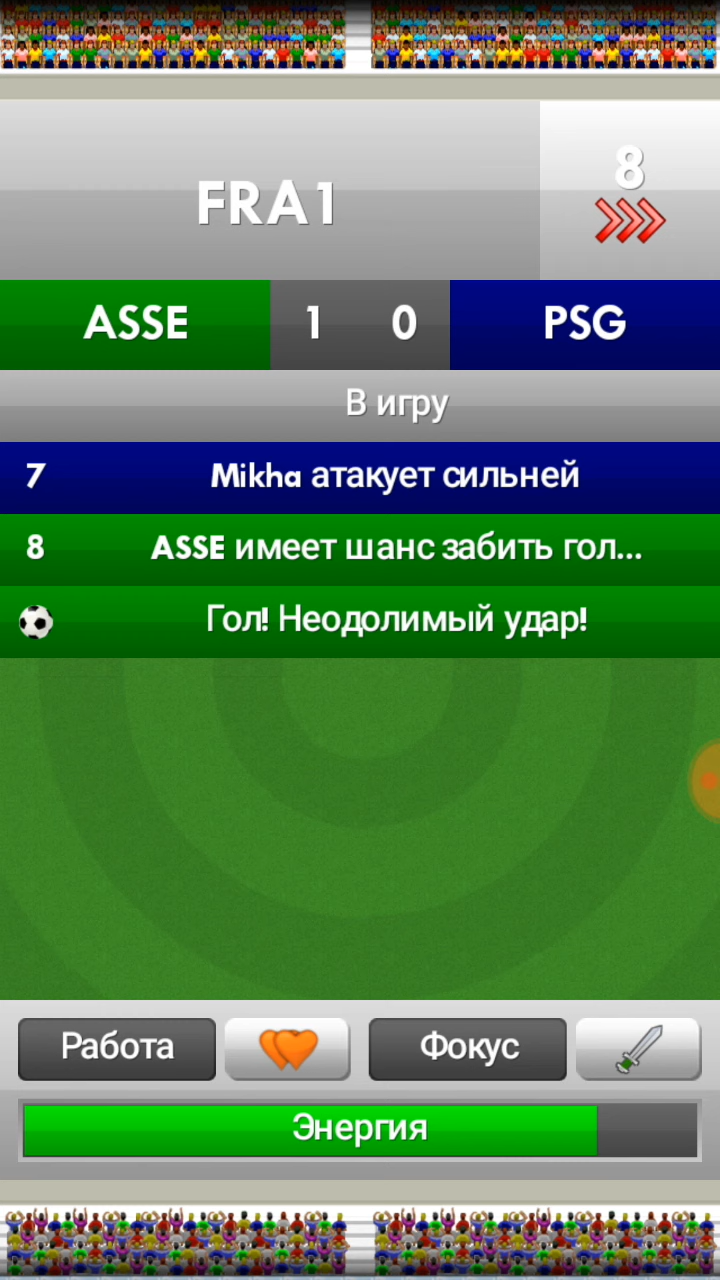 FRA1
8
ASSE 1 0 PSG
В игру
7 Mikha атакует сильней
8 ASSE имеет шанс забить гол...
Гол! Неодолимый удар!
Работа Фокус
Энергия